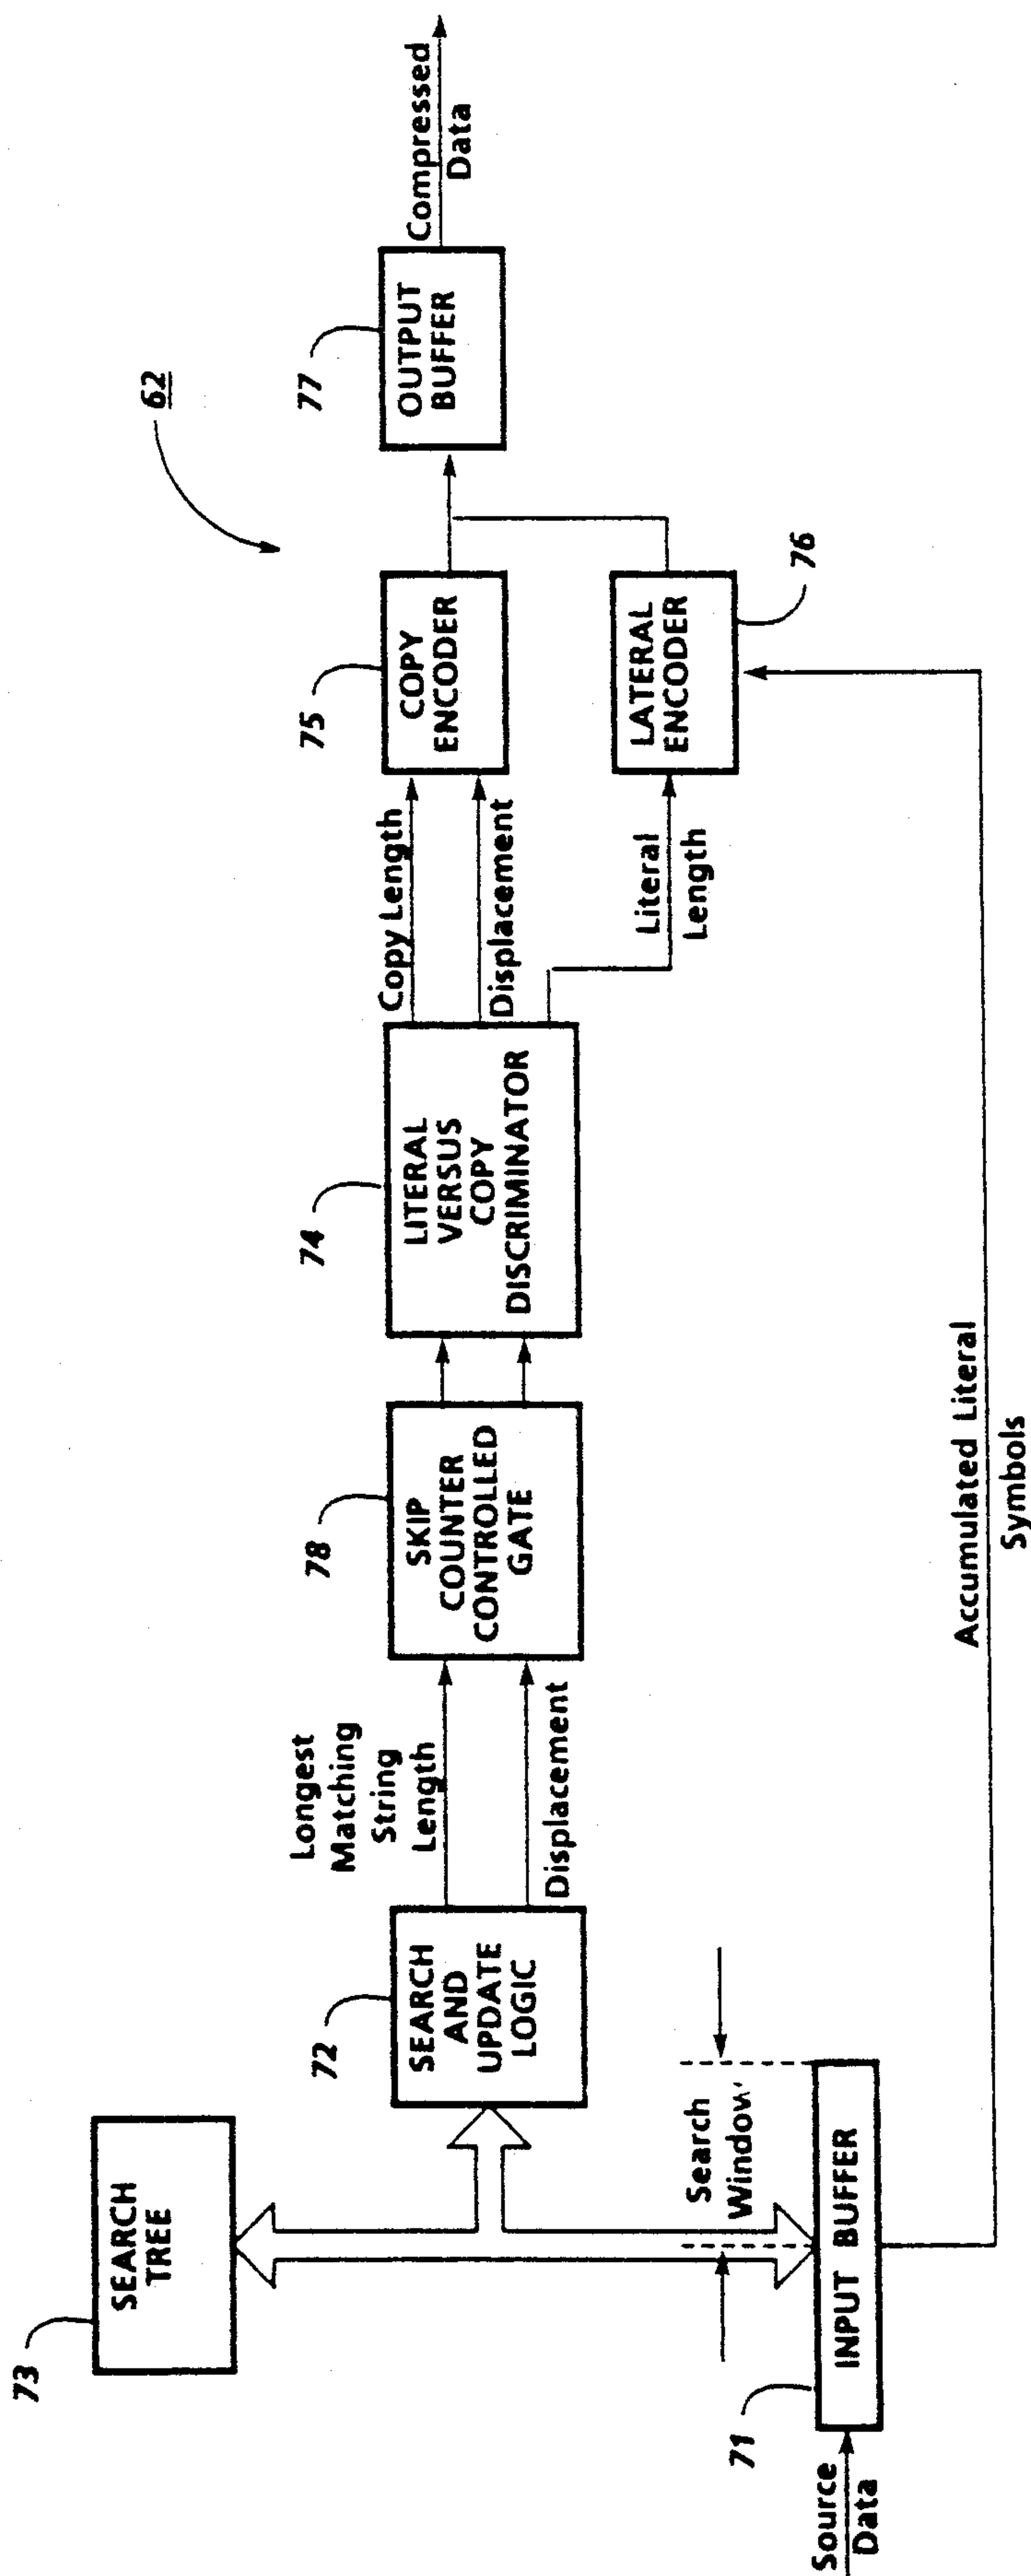 73
SEARCH
TREE
Source
Data
71
INPUT BUFFER
Search
Window
72
SEARCH
AND
UPDATE
LOGIC
Longest
Matching
String
Length
Displacement
78
SKIP
COUNTER
CONTROLLED
GATE
74
LITERAL
VERSUS
COPY
DISCRIMINATOR
Copy Length
Displacement
Literal
Length
75
COPY
ENCODER
LATERAL
ENCODER
76
62
77
OUTPUT
BUFFER
Compressed
Data
Accumulated Literal
Symbols